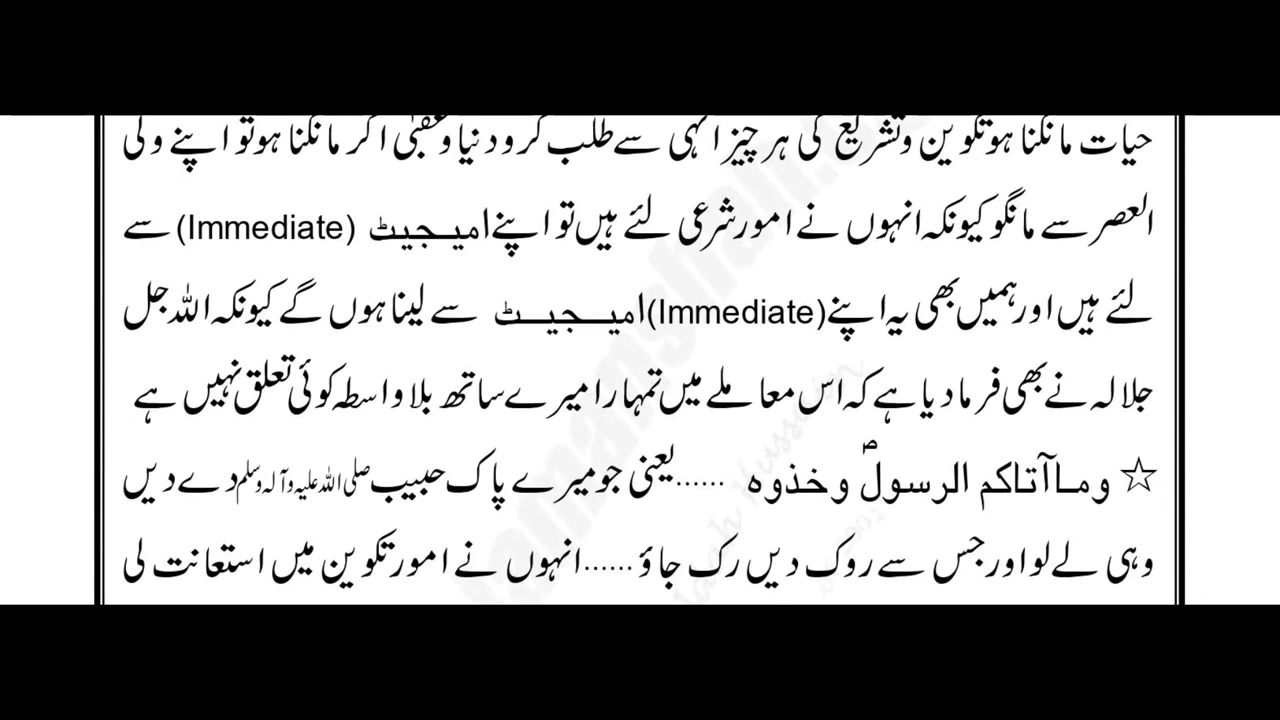 حیات مانگنا ہو تکوین و تشریع کی ہر چیز انہی سے طلب کرو دنیا و عقبٰی اگر مانگنا ہو تو اپنے ولی
العصر سے مانگو کیونکہ انہوں نے امور شرعی لئے ہیں تو اپنے امیجیٹ (Immediate) سے
لئے ہیں اور ہمیں بھی یہ اپنے (Immediate) امیجیٹ سے لینا ہوں گے کیونکہ اللہ جل
جلالہ نے بھی فرما دیا ہے کہ اس معاملے میں تمہارا میرے ساتھ بلا واسطہ کوئی تعلق نہیں ہے
☆ ومـاآتاکم الرسولؐ وخذوہ ......یعنی جو میرے پاک حبیب صلی اللہ علیہ وآلہ وسلم دے دیں
وہی لے لو اور جس سے روک دیں رک جاؤ......انہوں نے امور تکوین میں استعانت لی